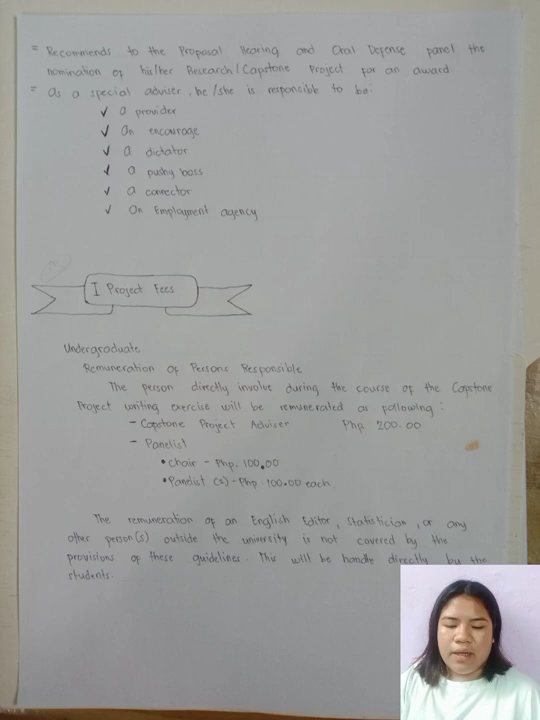 = Recommends to the Proposal Hearing and Oral Defense panel the
nomination of his/her Research/Capstone Project for an award
= As a special adviser, he/she is responsible to be:
✓ a provider
✓ an encourage
✓ a dictator
✓ a pushy boss
✓ a connector
✓ an Employment agency
I Project Fees
Undergraduate
Remuneration of Persons Responsible
The person directly involve during the course of the Capstone
Project writing exercise will be remunerated as following:
- Capstone Project Adviser Php 200.00
- Panelist
• Chair - Php. 100.00
• Panelist (s) - Php 100.00 each
The remuneration of an English Editor, Statistician, or any
other person(s) outside the university is not covered by the
provisions of these guidelines. This will be handle directly by the
students.